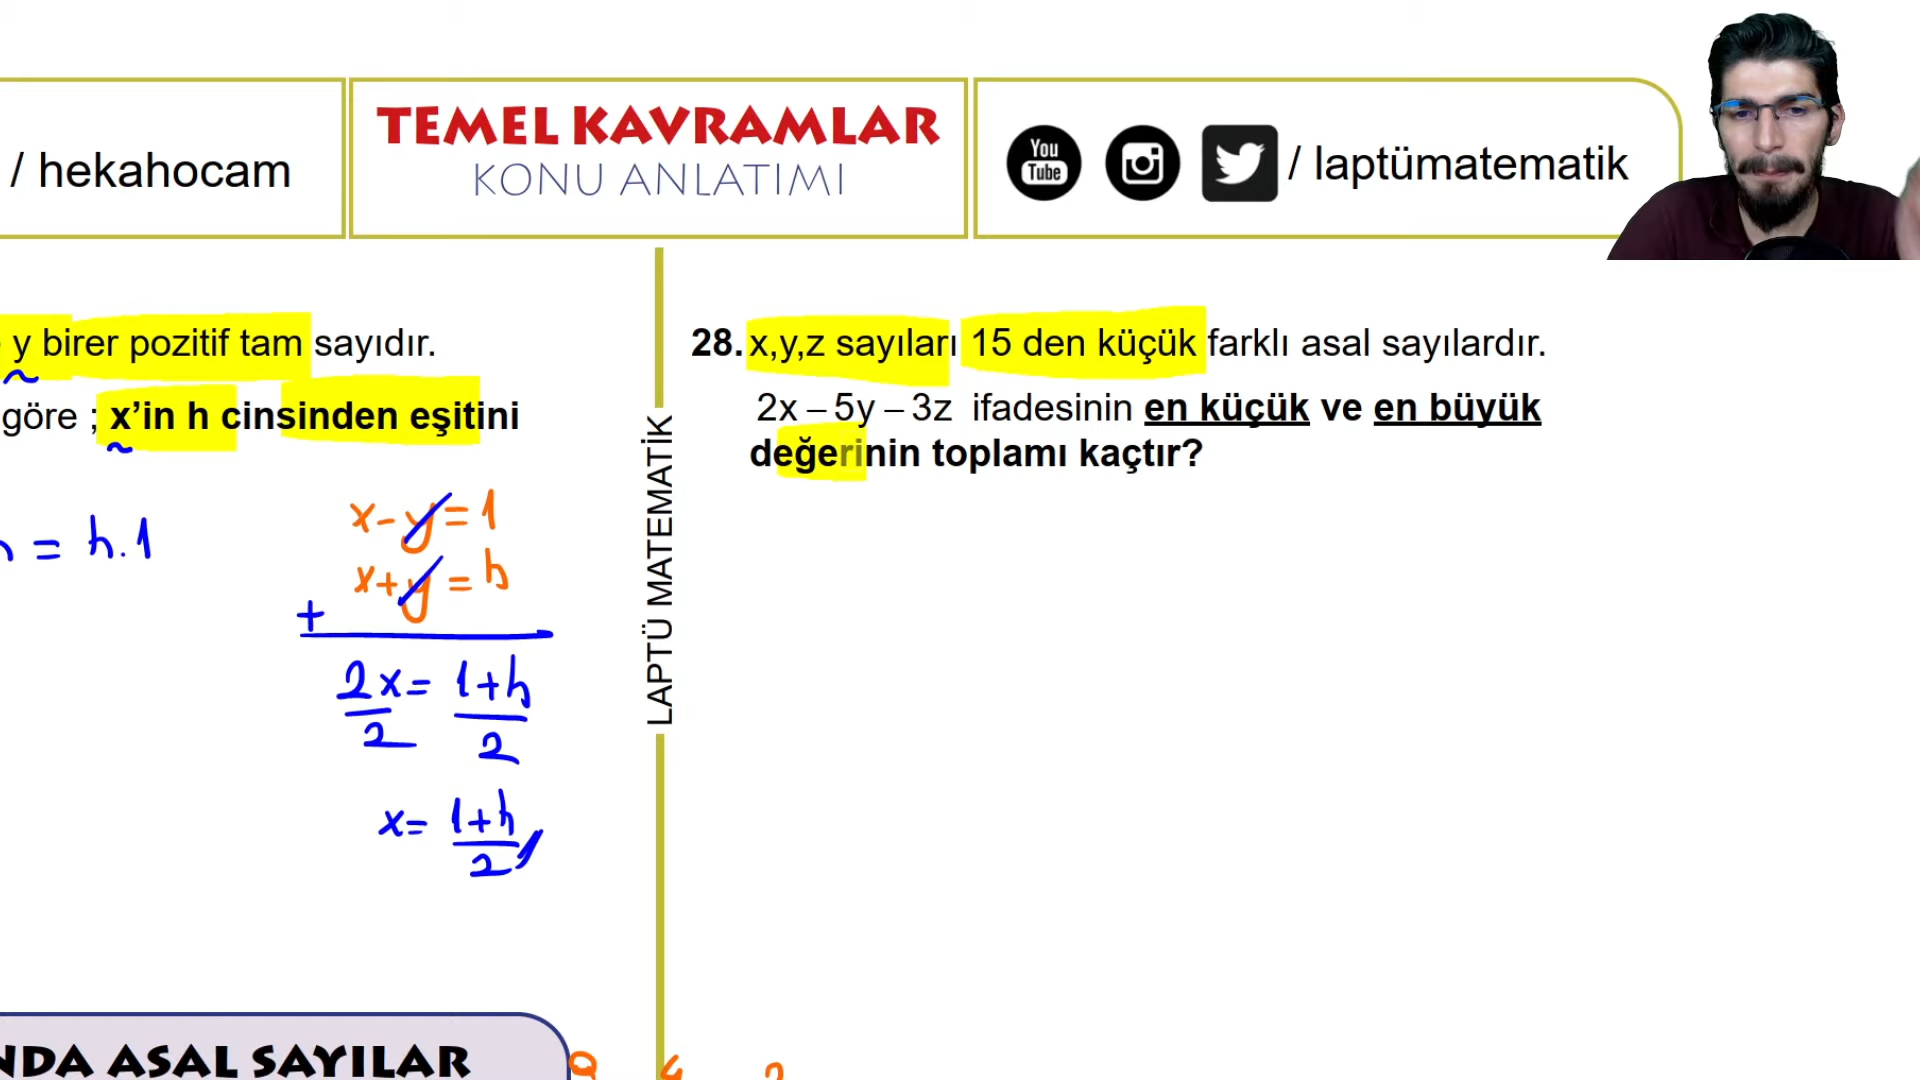 / hekahocam
TEMEL KAVRAMLAR
KONU ANLATIMI
You
Tube
/ laptümatematik
y birer pozitif tam sayıdır.
göre ; x’in h cinsinden eşitini
= h.1
x-y=1
x+y=h
+
2x= 1+h
2 2
x= 1+h
2
LAPTÜ MATEMATİK
28. x,y,z sayıları 15 den küçük farklı asal sayılardır.
2x – 5y – 3z ifadesinin en küçük ve en büyük
değerinin toplamı kaçtır?
NDA ASAL SAYILAR